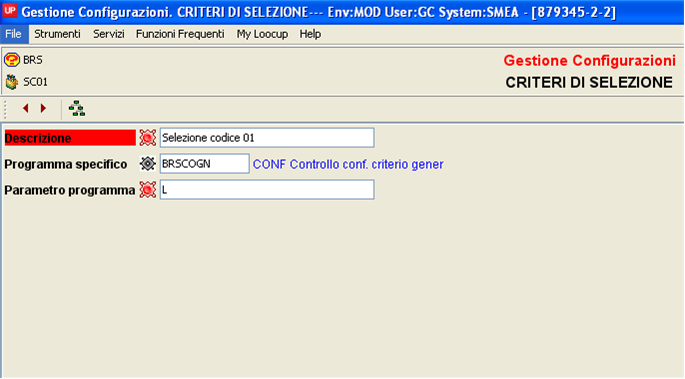 UP Gestione Configurazioni. CRITERI DI SELEZIONE--- Env:MOD User:GC System:SMEA - [879345-2-2]
File Strumenti Servizi Funzioni Frequenti My Loocup Help
BRS
Gestione Configurazioni
SC01
CRITERI DI SELEZIONE
Descrizione Selezione codice 01
Programma specifico BRSCOGN CONF Controllo conf. criterio gener
Parametro programma L